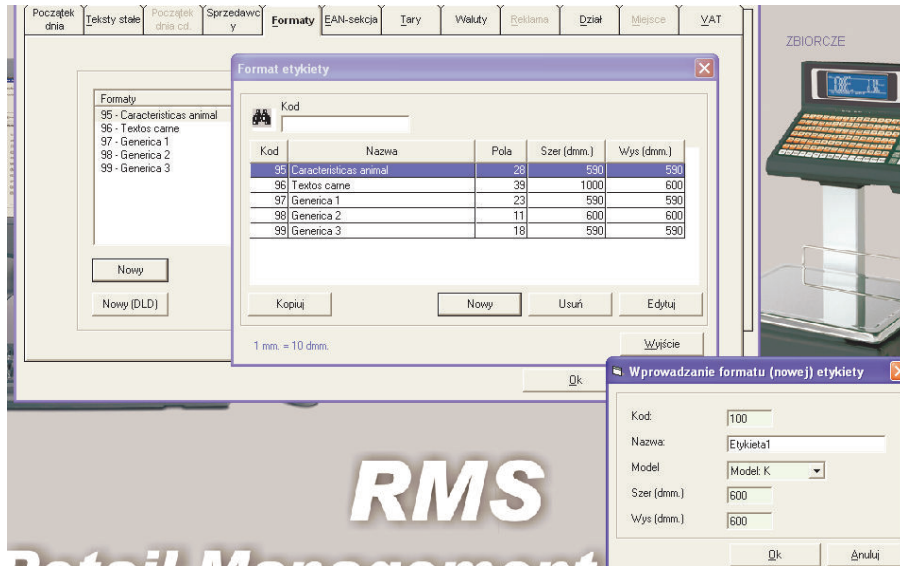 Początek dnia
Teksty stałe
Początek dnia cd.
Sprzedawcy
Formaty
EAN-sekcja
Tary
Waluty
Reklama
Dział
Miejsce
VAT
ZBIORCZE
Formaty
95 - Caracteristicas animal
96 - Textos carne
97 - Generica 1
98 - Generica 2
99 - Generica 3
Nowy
Nowy (DLD)
Format etykiety
Kod
Kod Nazwa Pola Szer (dmm.) Wys (dmm.)
95 Caracteristicas animal 28 590 590
96 Textos carne 39 1000 600
97 Generica 1 23 590 590
98 Generica 2 11 600 600
99 Generica 3 18 590 590
Kopiuj Nowy Usuń Edytuj
1 mm. = 10 dmm.
Wyjście
Ok
Wprowadzanie formatu (nowej) etykiety
Kod: 100
Nazwa: Etykieta1
Model Model: K
Szer (dmm.) 600
Wys (dmm.) 600
Ok Anuluj
RMS
Retail Management